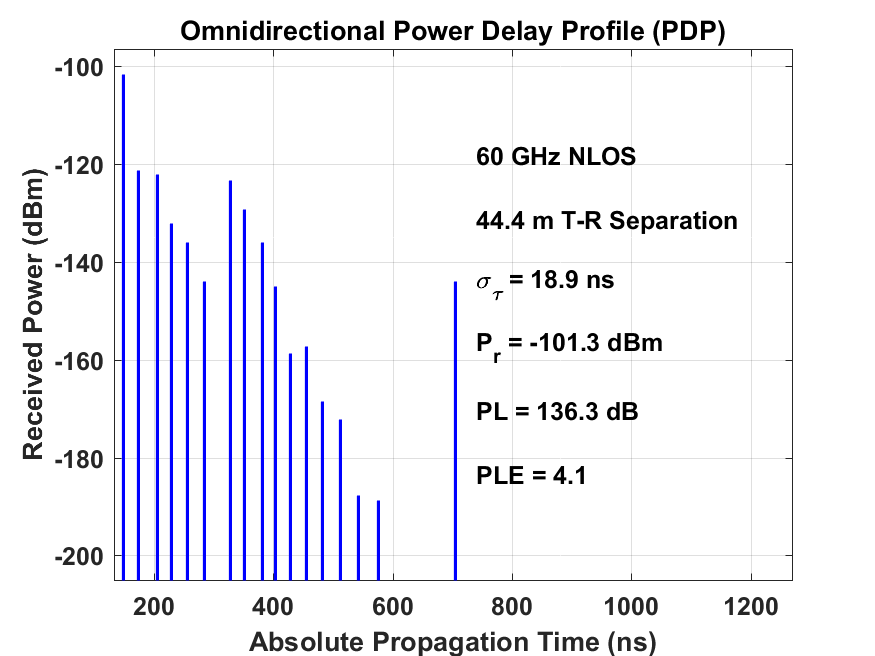 Omnidirectional Power Delay Profile (PDP)
-100
-120
-140
-160
-180
-200
Received Power (dBm)
60 GHz NLOS
44.4 m T-R Separation
σ_τ = 18.9 ns
P_r = -101.3 dBm
PL = 136.3 dB
PLE = 4.1
200 400 600 800 1000 1200
Absolute Propagation Time (ns)